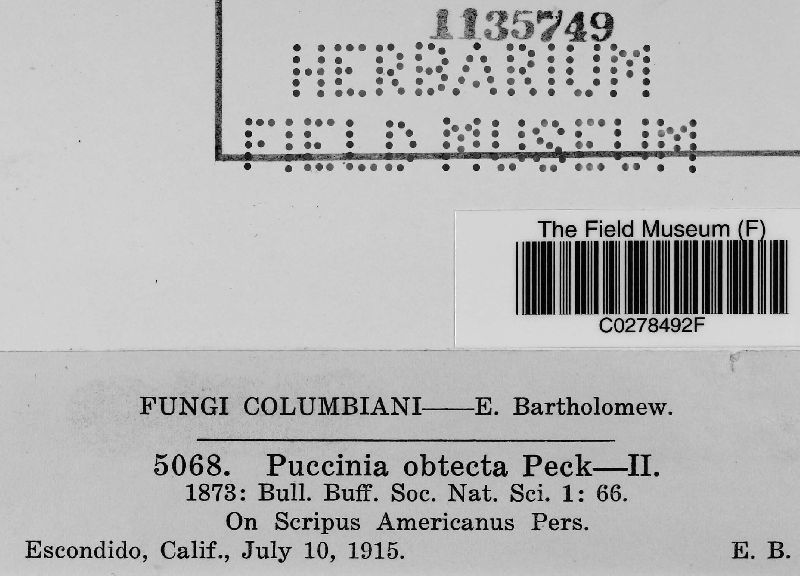 1135749
HERBARIUM
FIELD MUSEUM
The Field Museum (F)
C0278492F
FUNGI COLUMBIANI—E. Bartholomew.
5068. Puccinia obtecta Peck—II.
1873: Bull. Buff. Soc. Nat. Sci. 1: 66.
On Scripus Americanus Pers.
Escondido, Calif., July 10, 1915. E. B.